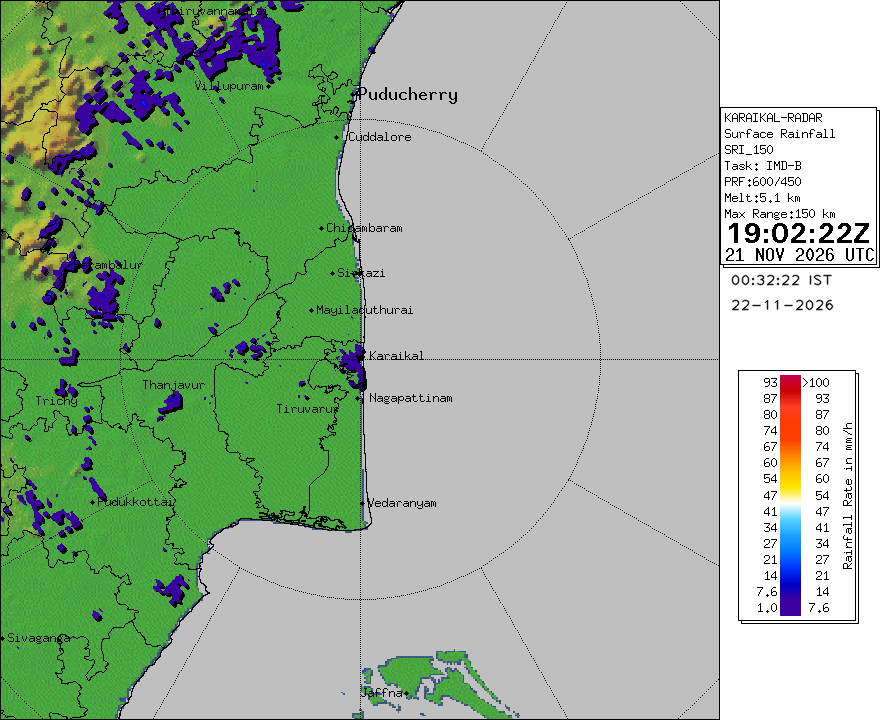 Tiruvannamalai
Villupuram
Puducherry
Cuddalore
Chidambaram
Sirkazi
Perambalur
Mayiladuthurai
Karaikal
Thanjavur
Nagapattinam
Trichy
Tiruvarur
Pudukkottai
Vedaranyam
Sivaganga
Jaffna
KARAIKAL-RADAR
Surface Rainfall
SRI_150
Task: IMD-B
PRF:600/450
Melt:5.1 km
Max Range:150 km
19:02:22Z
21 NOV 2026 UTC
00:32:22 IST
22-11-2026
93 >100
87 93
80 87
74 80
67 74
60 67
54 60
47 54
41 47
34 41
27 34
21 27
14 21
7.6 14
1.0 7.6
Rainfall Rate in mm/hy